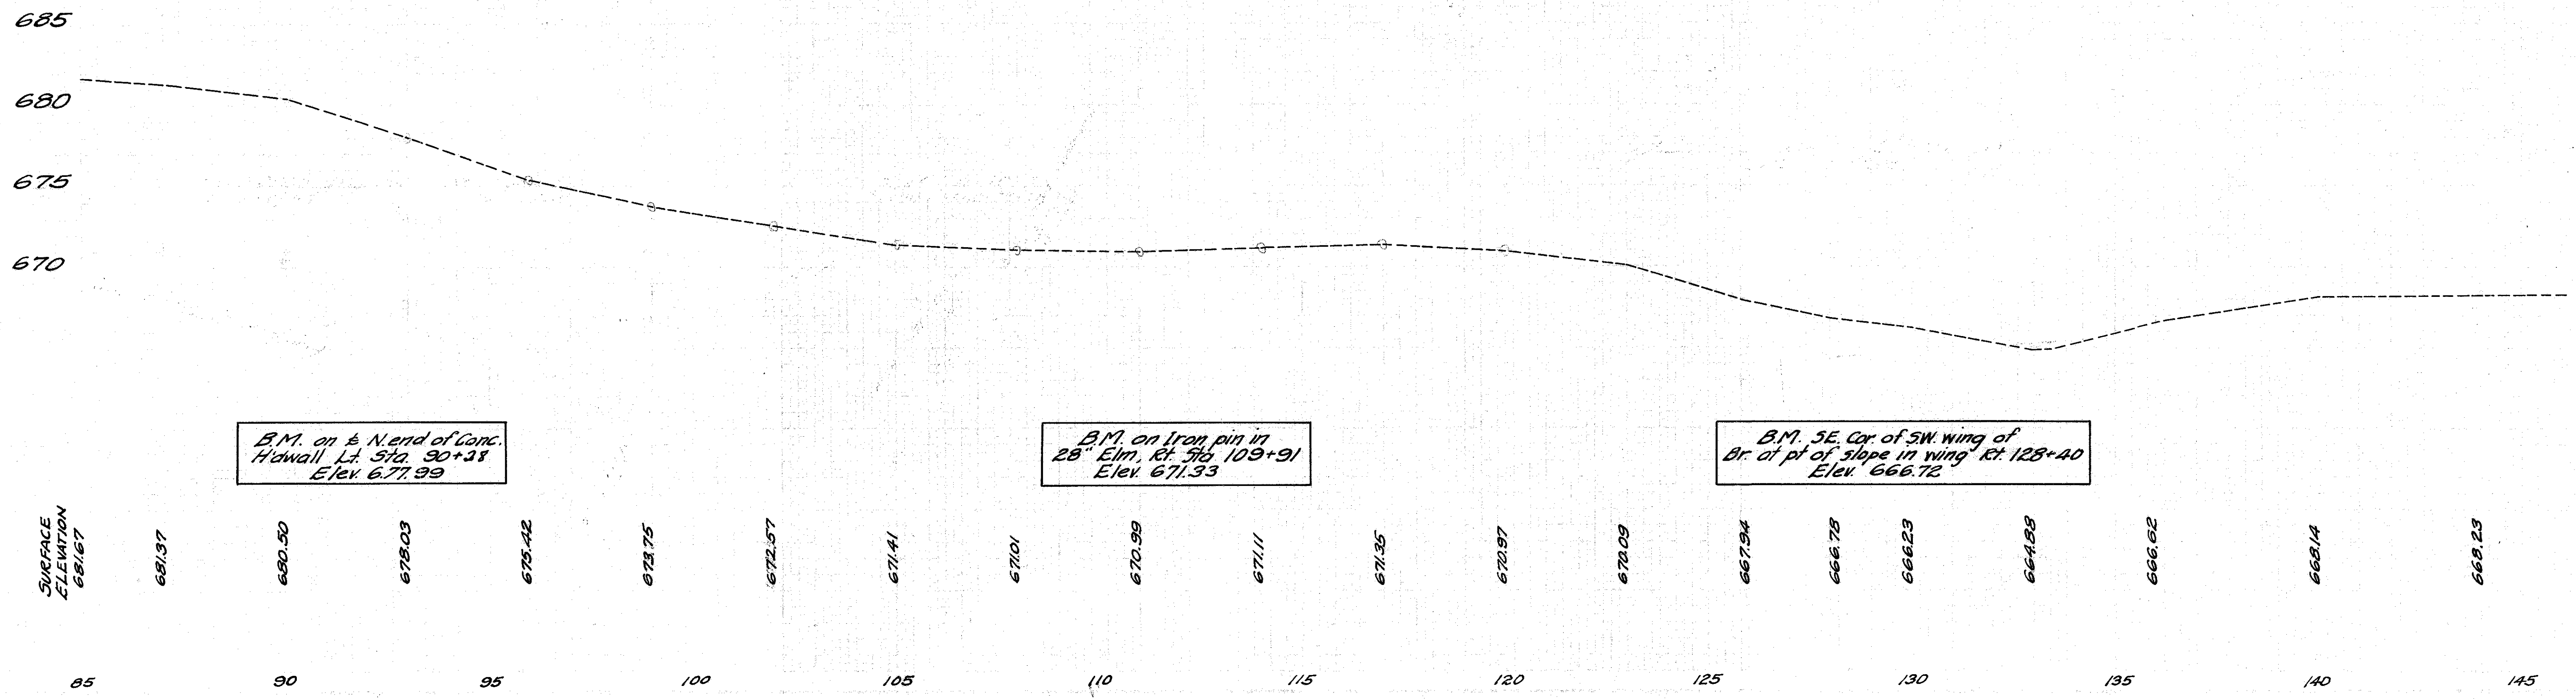 685
680
675
670
B.M. on ⅊ N. end of Conc.
H'dwall Lt. Sta. 90+28
Elev. 6.77.99
B.M. on Iron pin in
28" Elm, Rt. Sta. 109+91
Elev. 671.33
B.M. S.E. Cor. of S.W. wing of
Br. at pt of slope in wing Rt. 128+40
Elev. 666.72
SURFACE
ELEVATION
681.67
681.37
680.50
678.03
675.42
673.75
672.57
671.41
671.01
670.99
671.11
671.35
670.97
670.09
667.94
666.78
666.23
664.88
666.62
668.14
668.23
85 90 95 100 105 110 115 120 125 130 135 140 145